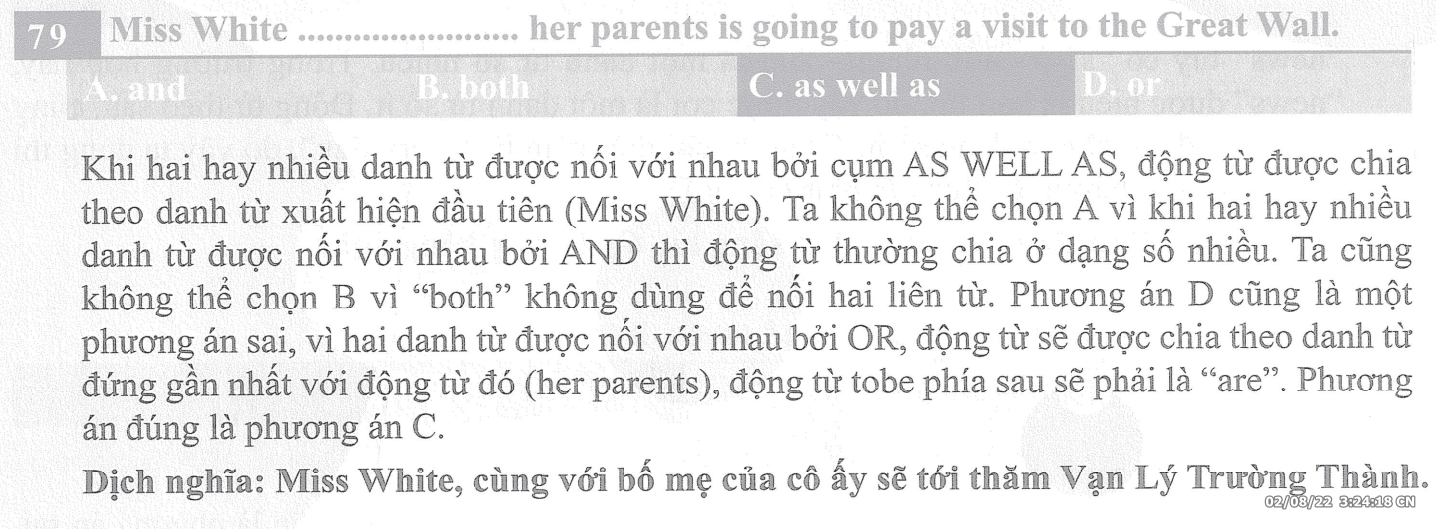 79 Miss White ........................ her parents is going to pay a visit to the Great Wall.
A. and B. both C. as well as D. or
Khi hai hay nhiều danh từ được nối với nhau bởi cụm AS WELL AS, động từ được chia
theo danh từ xuất hiện đầu tiên (Miss White). Ta không thể chọn A vì khi hai hay nhiều
danh từ được nối với nhau bởi AND thì động từ thường chia ở dạng số nhiều. Ta cũng
không thể chọn B vì “both” không dùng để nối hai liên từ. Phương án D cũng là một
phương án sai, vì hai danh từ được nối với nhau bởi OR, động từ sẽ được chia theo danh từ
đứng gần nhất với động từ đó (her parents), động từ tobe phía sau sẽ phải là “are”. Phương
án đúng là phương án C.
Dịch nghĩa: Miss White, cùng với bố mẹ của cô ấy sẽ tới thăm Vạn Lý Trường Thành.
02/08/22 3:24:18 CN